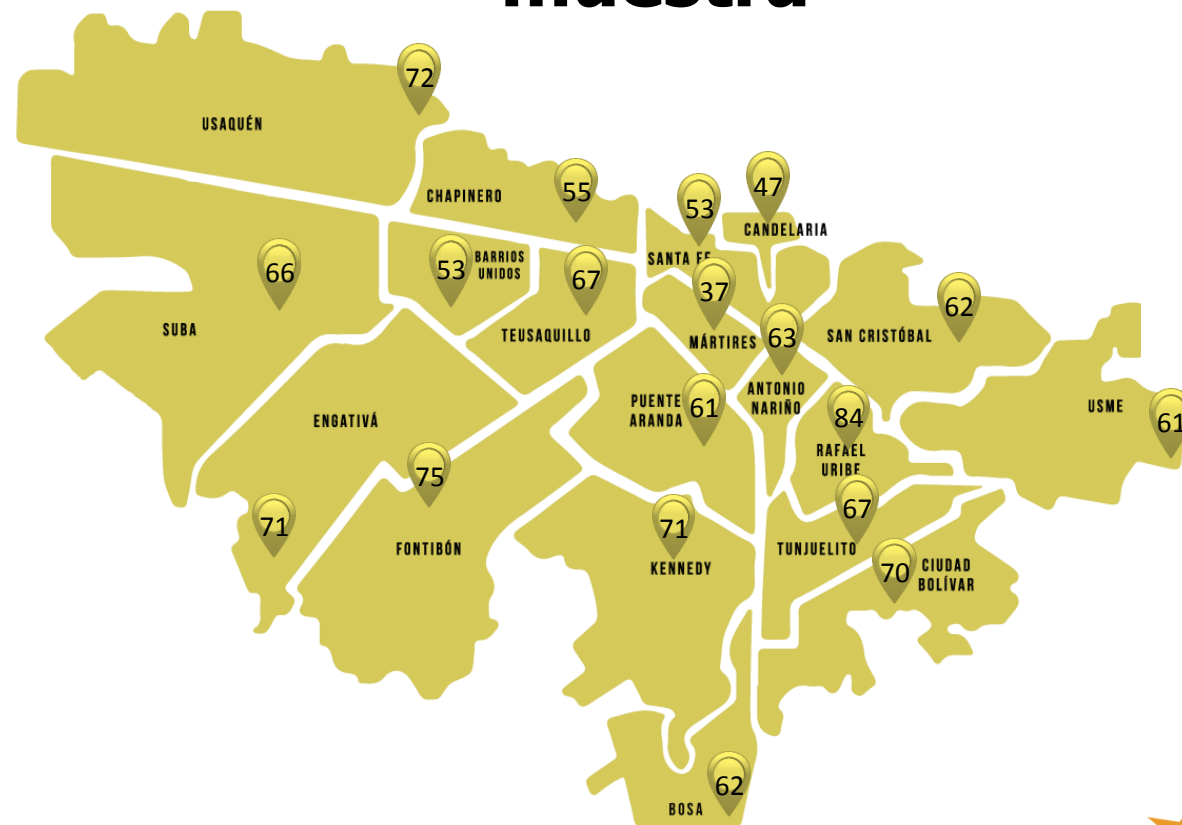 muestra
72
USAQUÉN
55
CHAPINERO
53
47
CANDELARIA
SANTA FE
66
SUBA
53
BARRIOS
UNIDOS
67
TEUSAQUILLO
37
MÁRTIRES
63
ANTONIO
NARIÑO
62
SAN CRISTÓBAL
61
USME
PUENTE
ARANDA
61
84
RAFAEL
URIBE
ENGATIVÁ
71
75
FONTIBÓN
71
KENNEDY
67
TUNJUELITO
70
CIUDAD
BOLÍVAR
62
BOSA